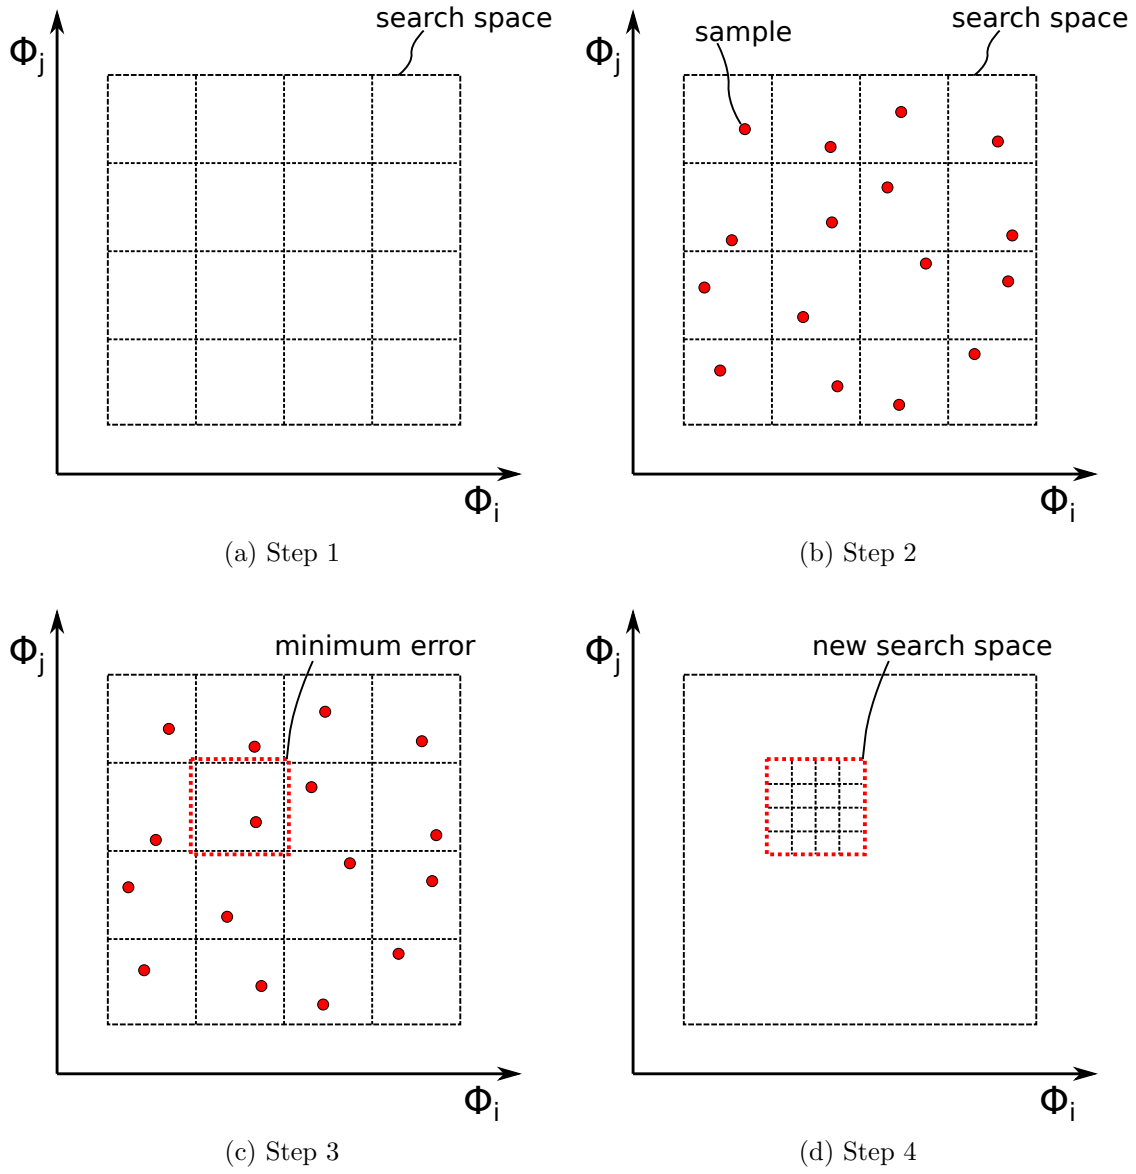 search space
Φj
Φi
(a) Step 1
sample
search space
Φj
Φi
(b) Step 2
minimum error
Φj
Φi
(c) Step 3
new search space
Φj
Φi
(d) Step 4